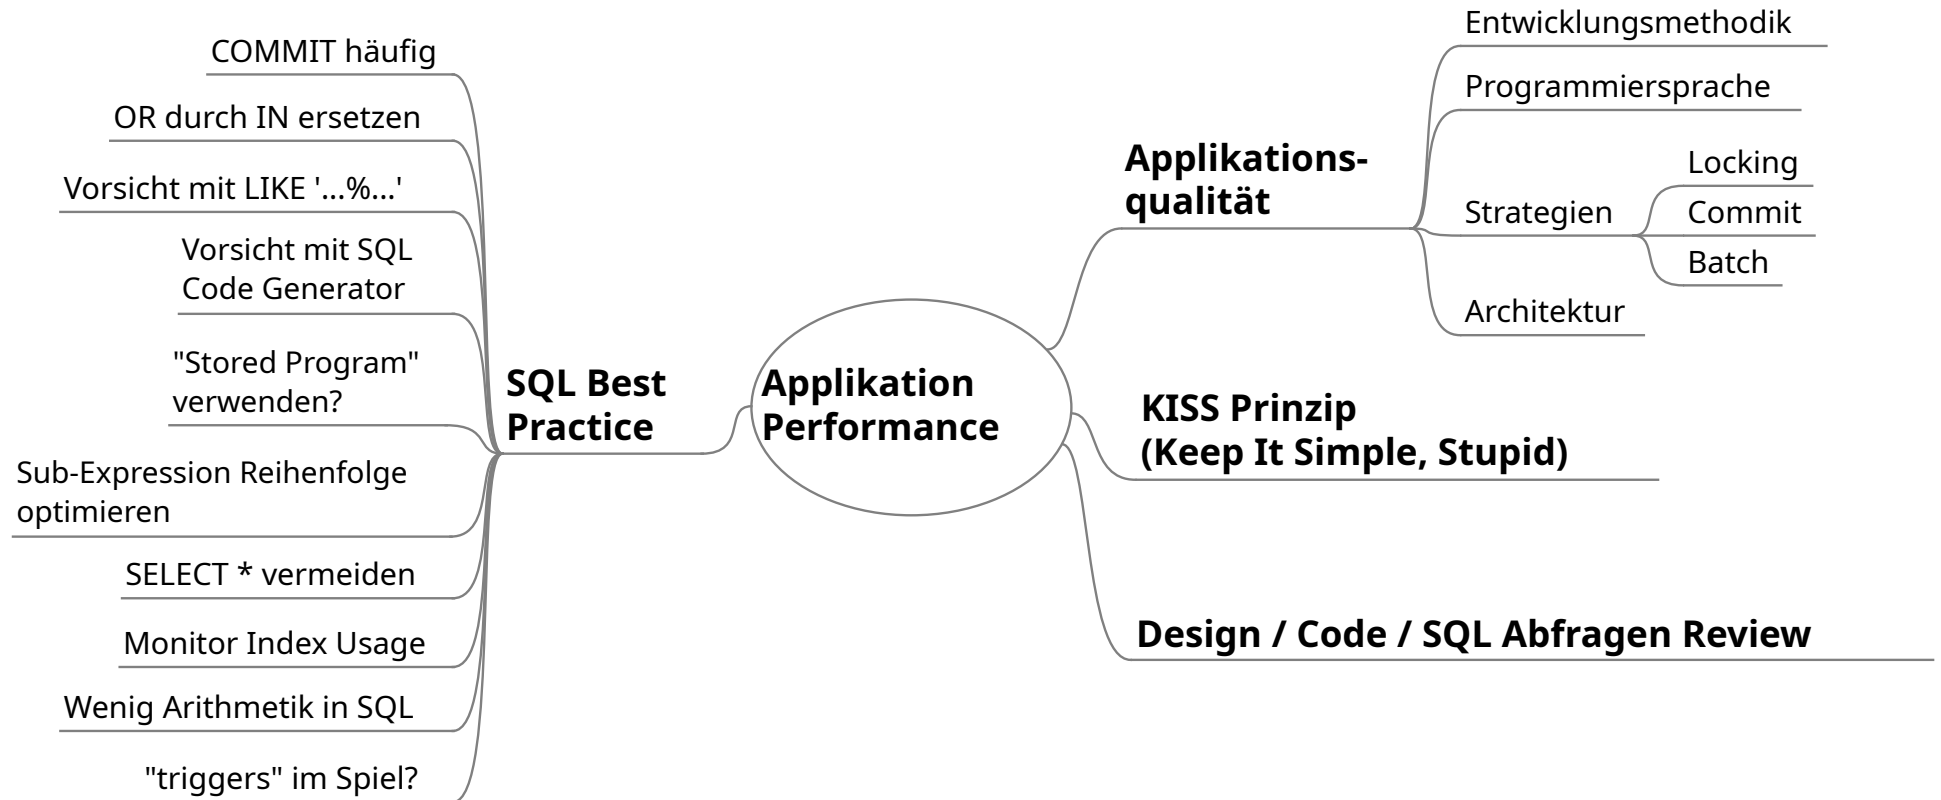 COMMIT häufig
OR durch IN ersetzen
Vorsicht mit LIKE '...%...'
Vorsicht mit SQL
Code Generator
"Stored Program"
verwenden?
Sub-Expression Reihenfolge
optimieren
SELECT * vermeiden
Monitor Index Usage
Wenig Arithmetik in SQL
"triggers" im Spiel?
SQL Best
Practice
Applikation
Performance
Applikations-
qualität
Entwicklungsmethodik
Programmiersprache
Strategien
Locking
Commit
Batch
Architektur
KISS Prinzip
(Keep It Simple, Stupid)
Design / Code / SQL Abfragen Review